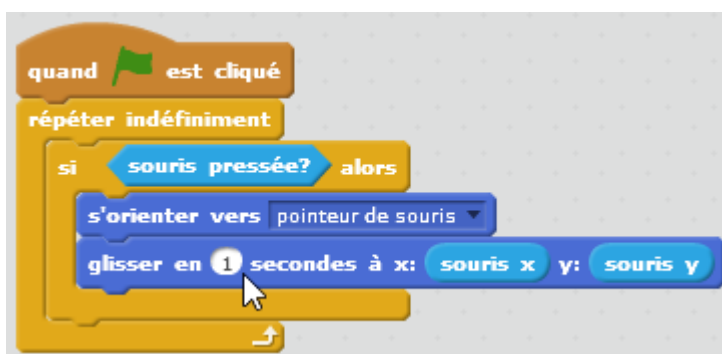 quand est cliqué
répéter indéfiniment
si souris pressée? alors
s'orienter vers pointeur de souris
glisser en 1 secondes à x: souris x y: souris y